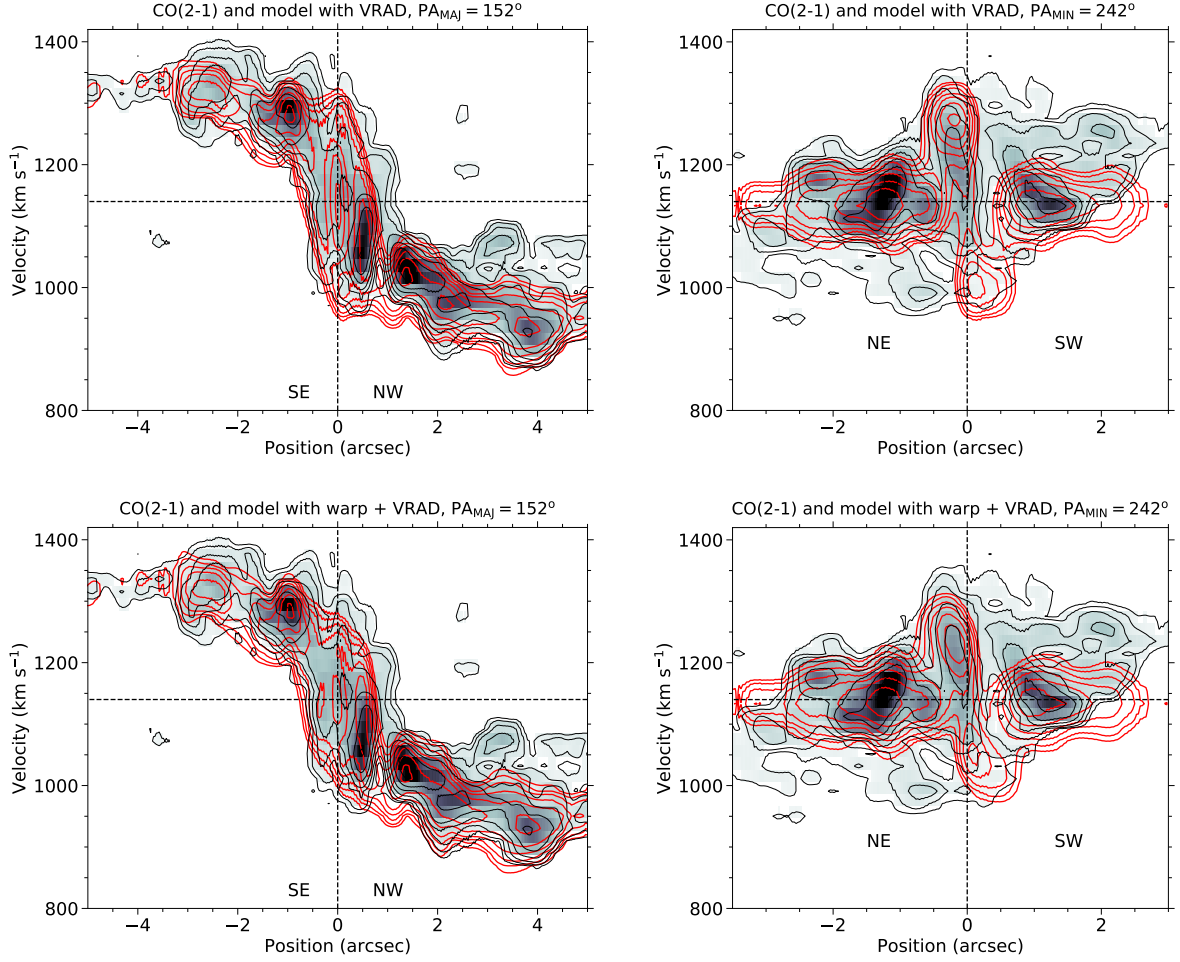 CO(2-1) and model with VRAD, PA_MAJ = 152°
CO(2-1) and model with VRAD, PA_MIN = 242°
1400
1200
1000
800
Velocity (km s⁻¹)
SE
NW
−4
−2
0
2
4
Position (arcsec)
1400
1200
1000
800
Velocity (km s⁻¹)
NE
SW
−2
0
2
Position (arcsec)
CO(2-1) and model with warp + VRAD, PA_MAJ = 152°
CO(2-1) and model with warp + VRAD, PA_MIN = 242°
1400
1200
1000
800
Velocity (km s⁻¹)
SE
NW
−4
−2
0
2
4
Position (arcsec)
1400
1200
1000
800
Velocity (km s⁻¹)
NE
SW
−2
0
2
Position (arcsec)